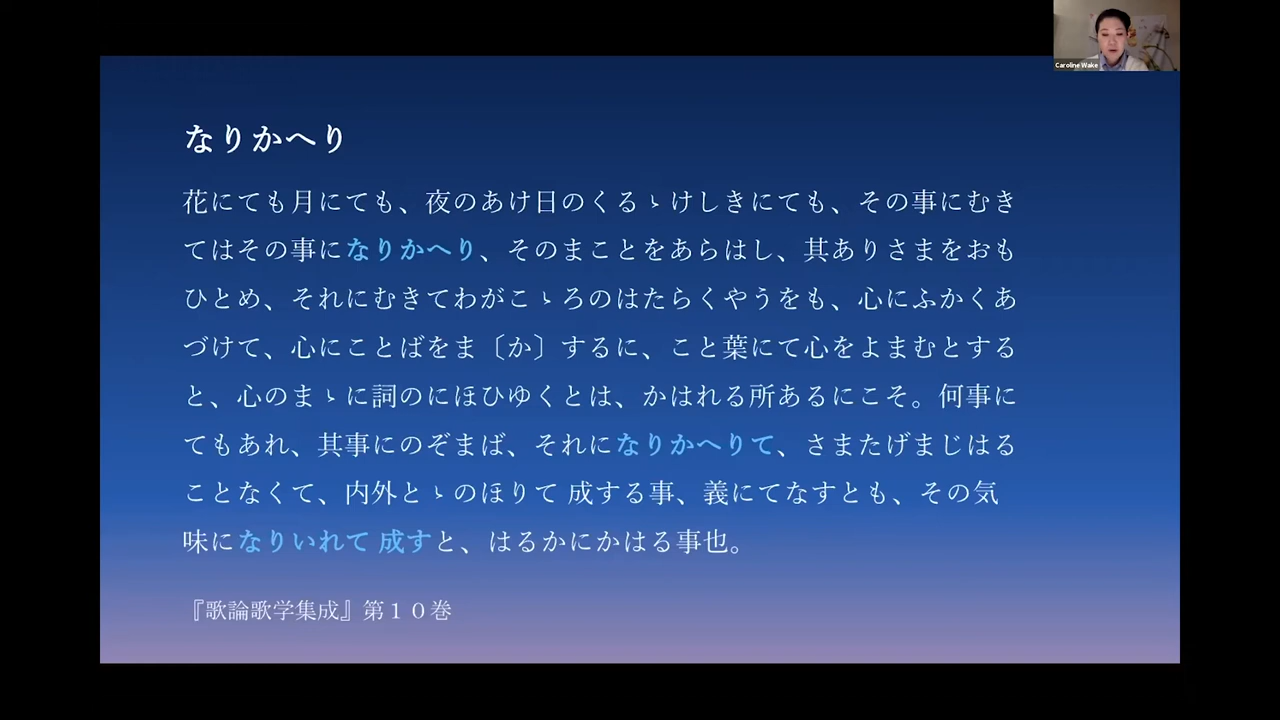 Caroline Wake
なりかへり
花にても月にても、夜のあけ日のくるゝけしきにても、その事にむき
てはその事になりかへり、そのまことをあらはし、其ありさまをおも
ひとめ、それにむきてわがこゝろのはたらくやうをも、心にふかくあ
づけて、心にことばをま〔か〕するに、こと葉にて心をよまむとする
と、心のまゝに詞のにほひゆくとは、かはれる所あるにこそ。何事に
てもあれ、其事にのぞまば、それになりかへりて、さまたげまじはる
ことなくて、内外とゝのほりて 成する事、義にてなすとも、その気
味になりいれて 成すと、はるかにかはる事也。
『歌論歌学集成』第１０巻